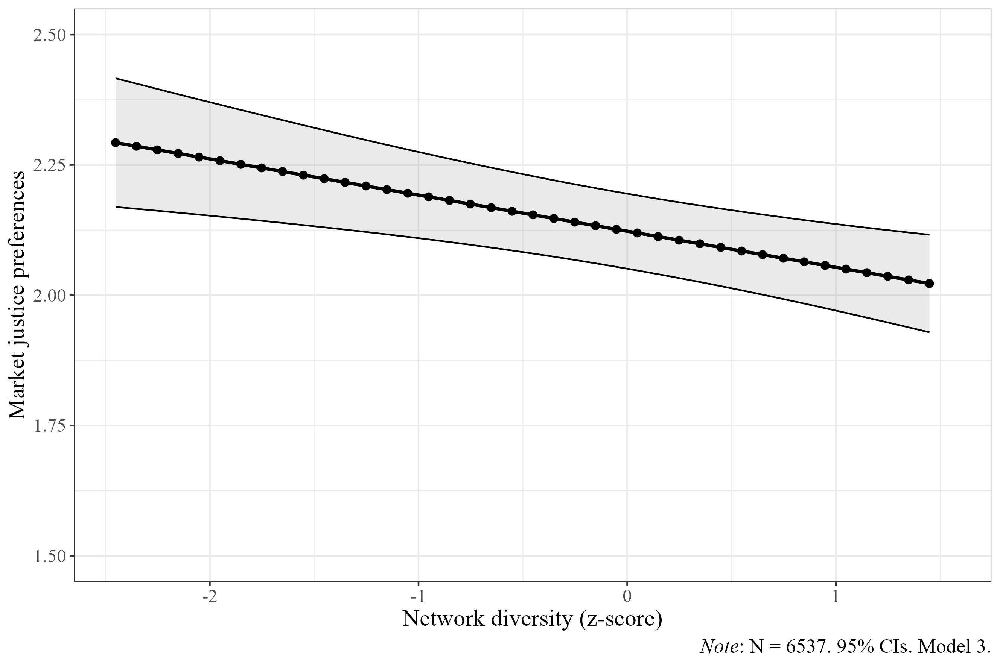 2.50
2.25
2.00
1.75
1.50
Market justice preferences
-2 -1 0 1
Network diversity (z-score)
Note: N = 6537. 95% CIs. Model 3.